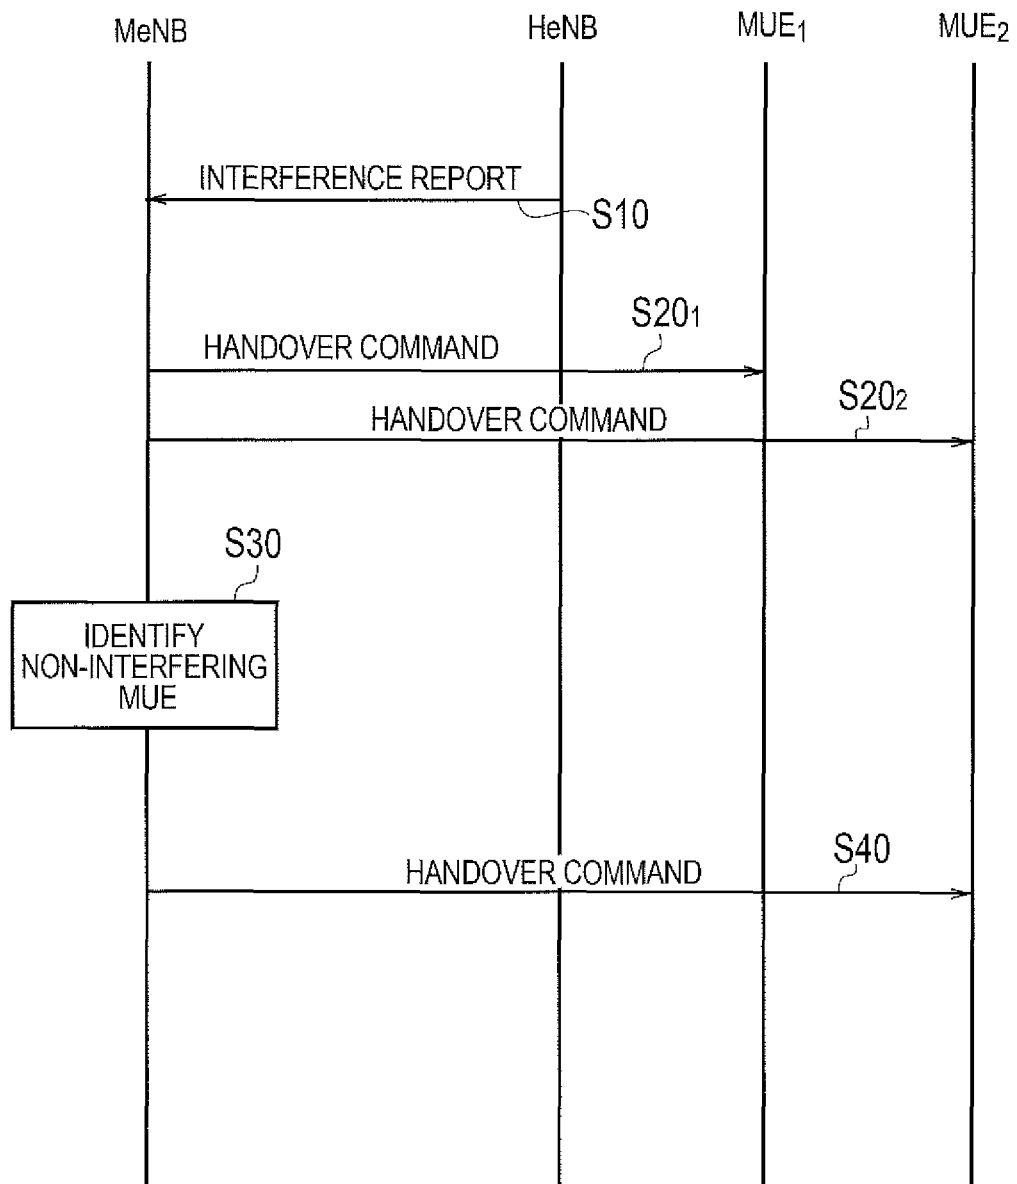 MeNB
HeNB
MUE1
MUE2
INTERFERENCE REPORT
S10
S201
HANDOVER COMMAND
S202
HANDOVER COMMAND
S30
IDENTIFY
NON-INTERFERING
MUE
S40
HANDOVER COMMAND